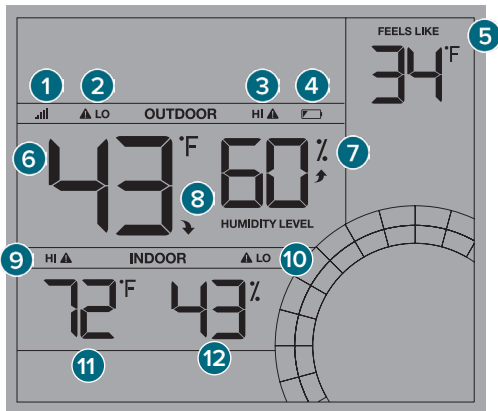 FEELS LIKE
5
34°F
1
2
3
4
LO
OUTDOOR
HI
6
43°F
60%
7
8
HUMIDITY LEVEL
9
HI
INDOOR
LO
10
72°F
43%
11
12